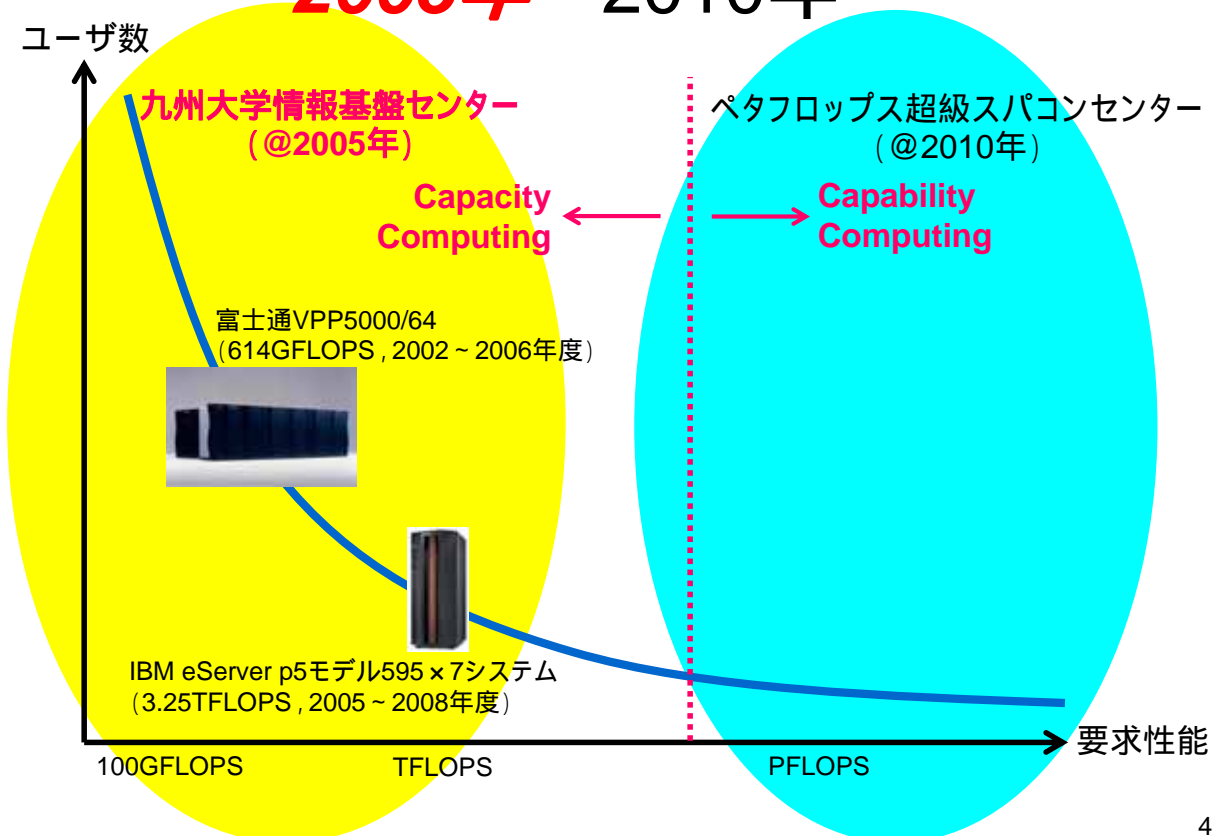 2010年
ユーザ数
九州大学情報基盤センター
(@2005年)
ペタフロップス超級スパコンセンター
(@2010年)
Capacity
Computing
Capability
Computing
富士通VPP5000/64
(614GFLOPS , 2002~2006年度)
IBM eServer p5モデル595×7システム
(3.25TFLOPS , 2005~2008年度)
要求性能
100GFLOPS
TFLOPS
PFLOPS
4